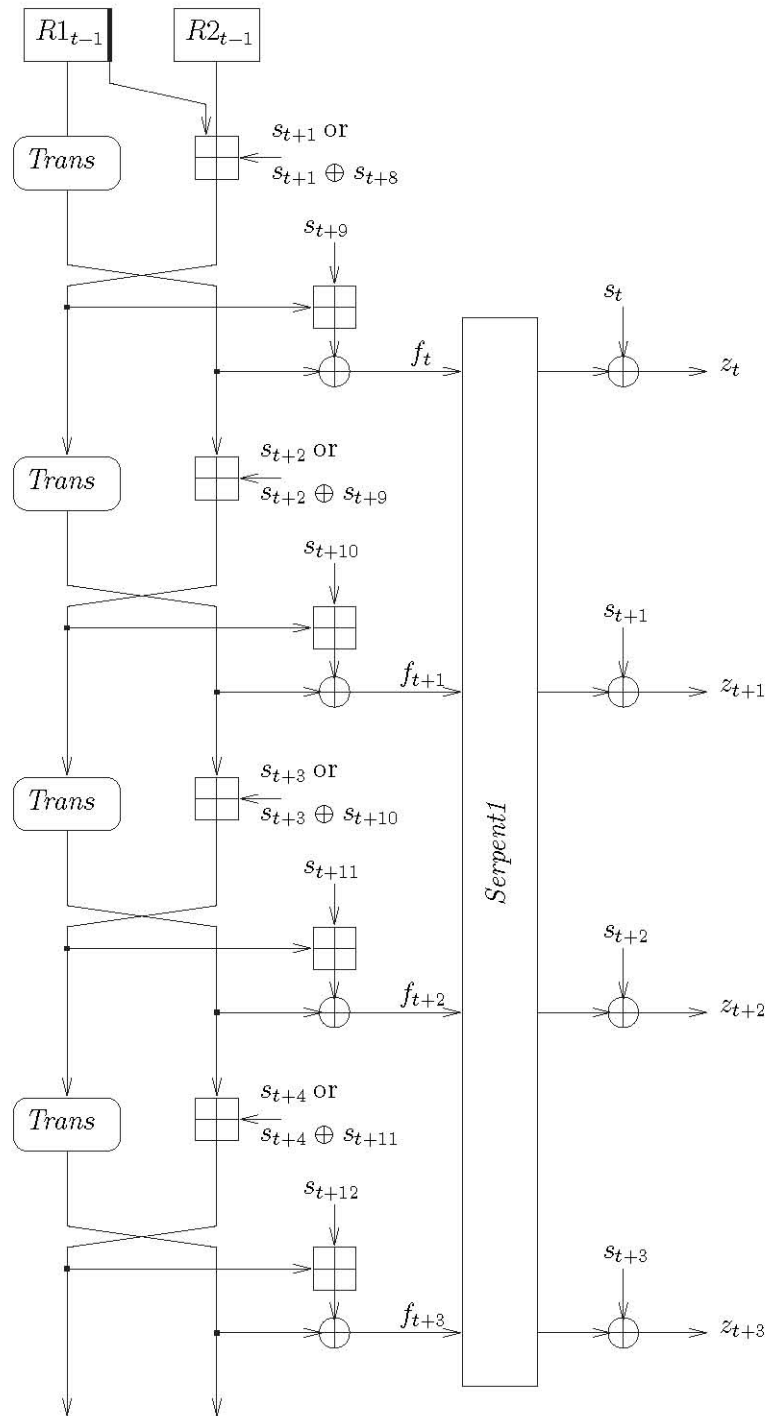 R1_{t-1} R2_{t-1}
s_{t+1} or
Trans
s_{t+1} ⊕ s_{t+8}
s_{t+9}
s_t
f_t
z_t
s_{t+2} or
Trans
s_{t+2} ⊕ s_{t+9}
s_{t+10}
s_{t+1}
f_{t+1}
z_{t+1}
s_{t+3} or
Trans
s_{t+3} ⊕ s_{t+10}
Serpent1
s_{t+11}
s_{t+2}
f_{t+2}
z_{t+2}
s_{t+4} or
Trans
s_{t+4} ⊕ s_{t+11}
s_{t+12}
s_{t+3}
f_{t+3}
z_{t+3}